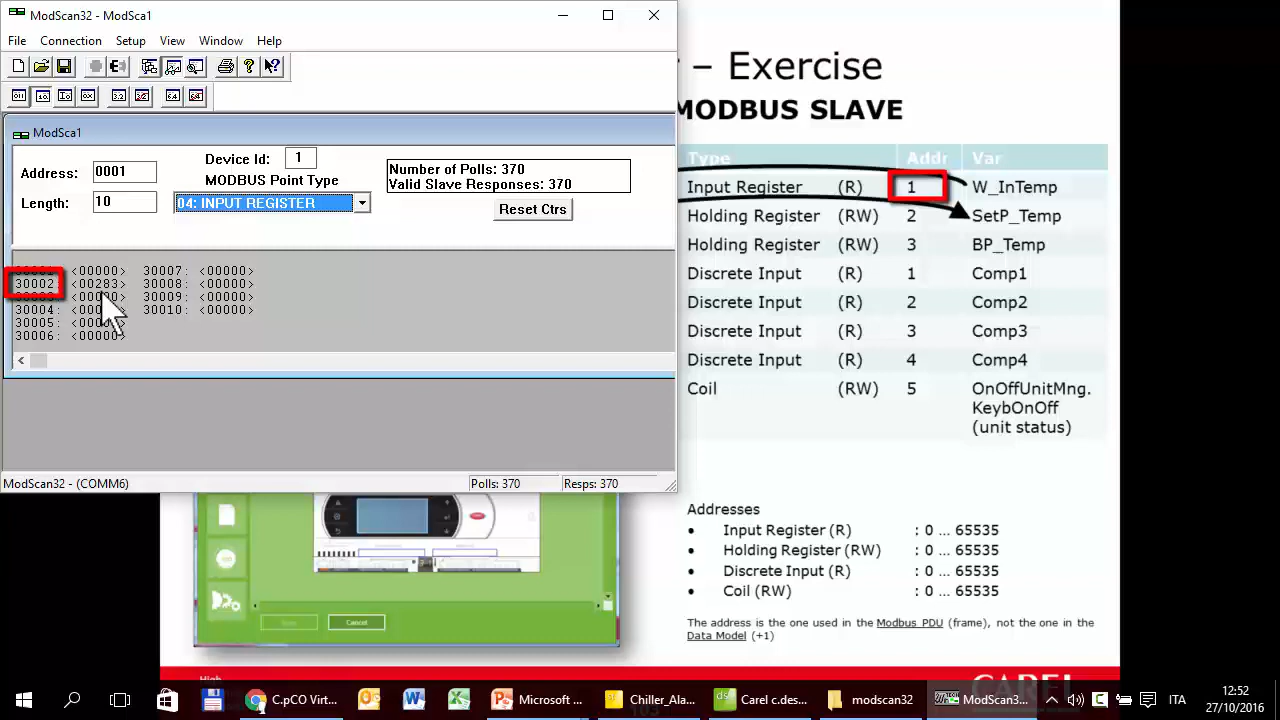 ModScan32 - ModSca1
File Connection Setup View Window Help
ModSca1
Address: 0001
Device Id: 1
MODBUS Point Type
Length: 10
04: INPUT REGISTER
Number of Polls: 370
Valid Slave Responses: 370
Reset Ctrs
<00000> 30007: <00000>
30002 30008: <00000>
30009: <00000>
30004: 30010: <00000>
30005:
30006: <00000>
ModScan32 - (COMM6)
Polls: 370
Resps: 370
– Exercise
MODBUS SLAVE
Type Addr Var
Input Register (R) 1 W_InTemp
Holding Register (RW) 2 SetP_Temp
Holding Register (RW) 3 BP_Temp
Discrete Input (R) 1 Comp1
Discrete Input (R) 2 Comp2
Discrete Input (R) 3 Comp3
Discrete Input (R) 4 Comp4
Coil (RW) 5 OnOffUnitMng.
KeybOnOff
(unit status)
Addresses
• Input Register (R) : 0 ... 65535
• Holding Register (RW) : 0 ... 65535
• Discrete Input (R) : 0 ... 65535
• Coil (RW) : 0 ... 65535
The address is the one used in the Modbus PDU (frame), not the one in the
Data Model (+1)
Cancel
High
CAREL
C.pCO Virt...
Microsoft ...
Chiller_Ala...
Carel c.des...
modscan32
ModScan3...
ITA
12:52
27/10/2016